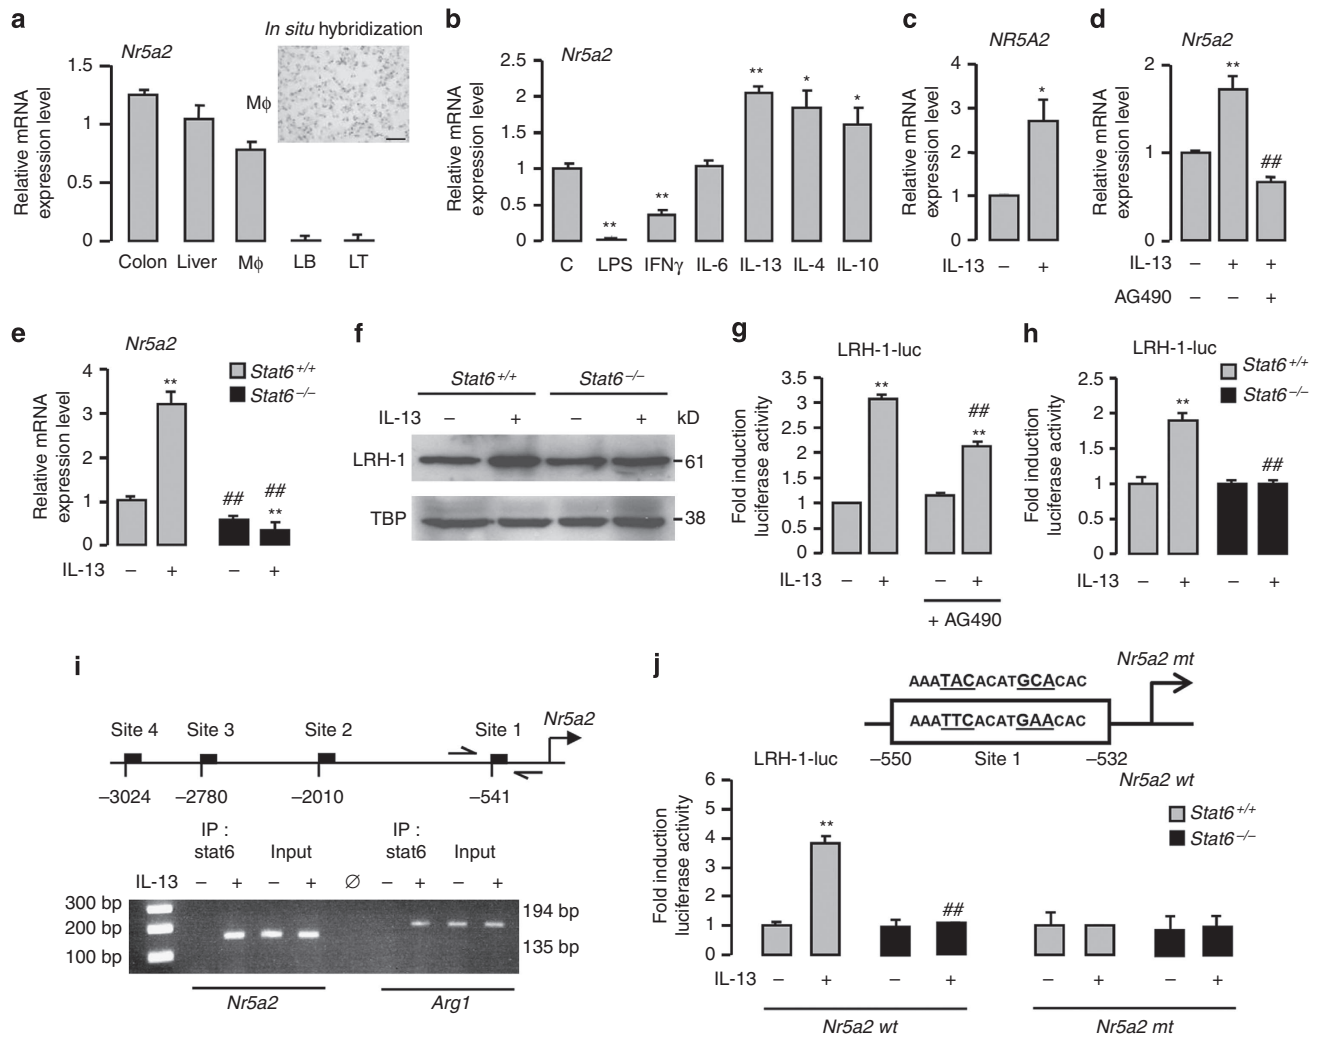 a
Nr5a2
In situ hybridization
Mϕ
Relative mRNA
expression level
1.5
1
0.5
0
Colon Liver Mϕ LB LT
b
Nr5a2
Relative mRNA
expression level
2.5
2
1.5
1
0.5
0
** ** ** * *
C LPS IFNγ IL-6 IL-13 IL-4 IL-10
c
NR5A2
Relative mRNA
expression level
4
3
2
1
0
*
IL-13 – +
d
Nr5a2
Relative mRNA
expression level
2
1
0
**
##
IL-13 – + +
AG490 – – +
e
Nr5a2
Stat6+/+
Stat6–/–
Relative mRNA
expression level
4
3
2
1
0
**
## ##
**
IL-13 – + – +
f
Stat6+/+ Stat6–/–
IL-13 – + – + kD
LRH-1 61
TBP 38
g
LRH-1-luc
Fold induction
luciferase activity
3.5
3
2.5
2
1.5
1
0.5
0
**
##
**
IL-13 – + – +
+ AG490
h
LRH-1-luc
Stat6+/+
Stat6–/–
Fold induction
luciferase activity
2.5
2
1.5
1
0.5
0
**
##
IL-13 – + – +
i
Nr5a2
Site 4 Site 3 Site 2 Site 1
–3024 –2780 –2010 –541
IP : IP :
stat6 Input stat6 Input
IL-13 – + – + ∅ – + – +
300 bp
200 bp
100 bp
194 bp
135 bp
Nr5a2 Arg1
j
Nr5a2 mt
AAATACACATGCACAC
AAATTCACATGAACAC
–550 Site 1 –532
Nr5a2 wt
LRH-1-luc
Stat6+/+
Stat6–/–
Fold induction
luciferase activity
6
5
4
3
2
1
0
**
##
IL-13 – + – + – + – +
Nr5a2 wt Nr5a2 mt